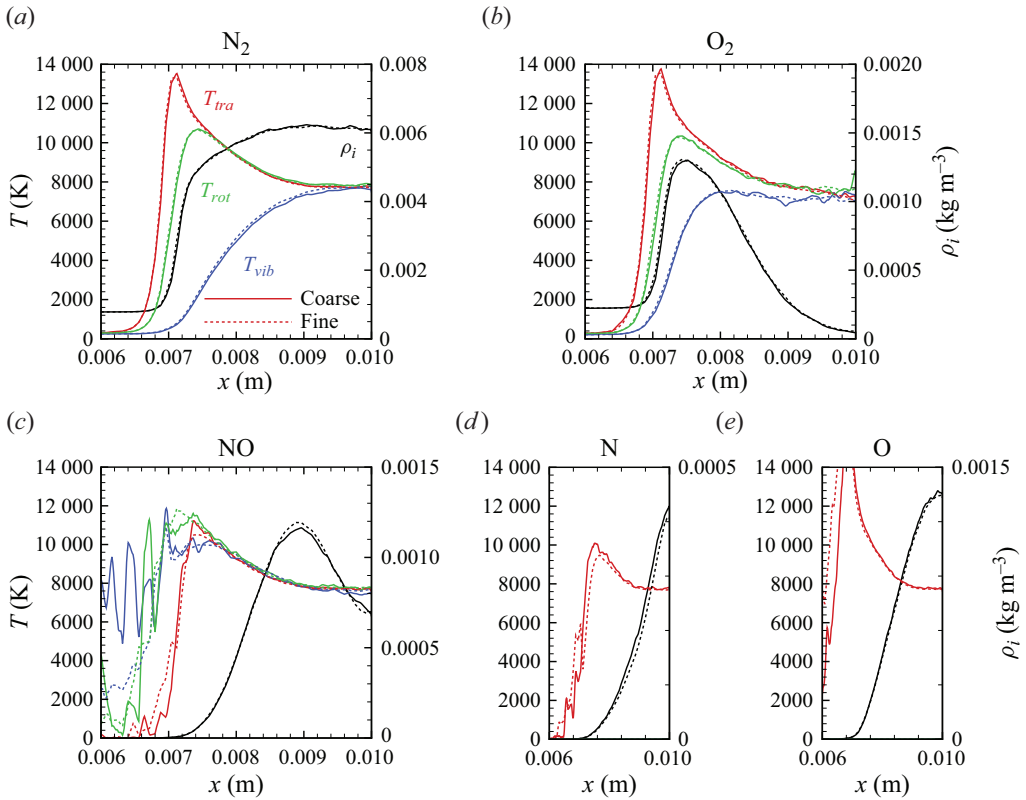 (a)
N2
14 000
12 000
10 000
8000
6000
4000
2000
0
T (K)
0.008
0.006
0.004
0.002
0
Ttra
Trot
Tvib
ρi
Coarse
Fine
0.006 0.007 0.008 0.009 0.010
x (m)
(b)
O2
14 000
12 000
10 000
8000
6000
4000
2000
0
0.0020
0.0015
0.0010
0.0005
0
ρi (kg m−3)
0.006 0.007 0.008 0.009 0.010
x (m)
(c)
NO
14 000
12 000
10 000
8000
6000
4000
2000
0
T (K)
0.0015
0.0010
0.0005
0
0.006 0.007 0.008 0.009 0.010
x (m)
(d)
N
14 000
12 000
10 000
8000
6000
4000
2000
0
0.0005
0
0.006 0.010
x (m)
(e)
O
14 000
12 000
10 000
8000
6000
4000
2000
0
0.0015
0
ρi (kg m−3)
0.006 0.010
x (m)